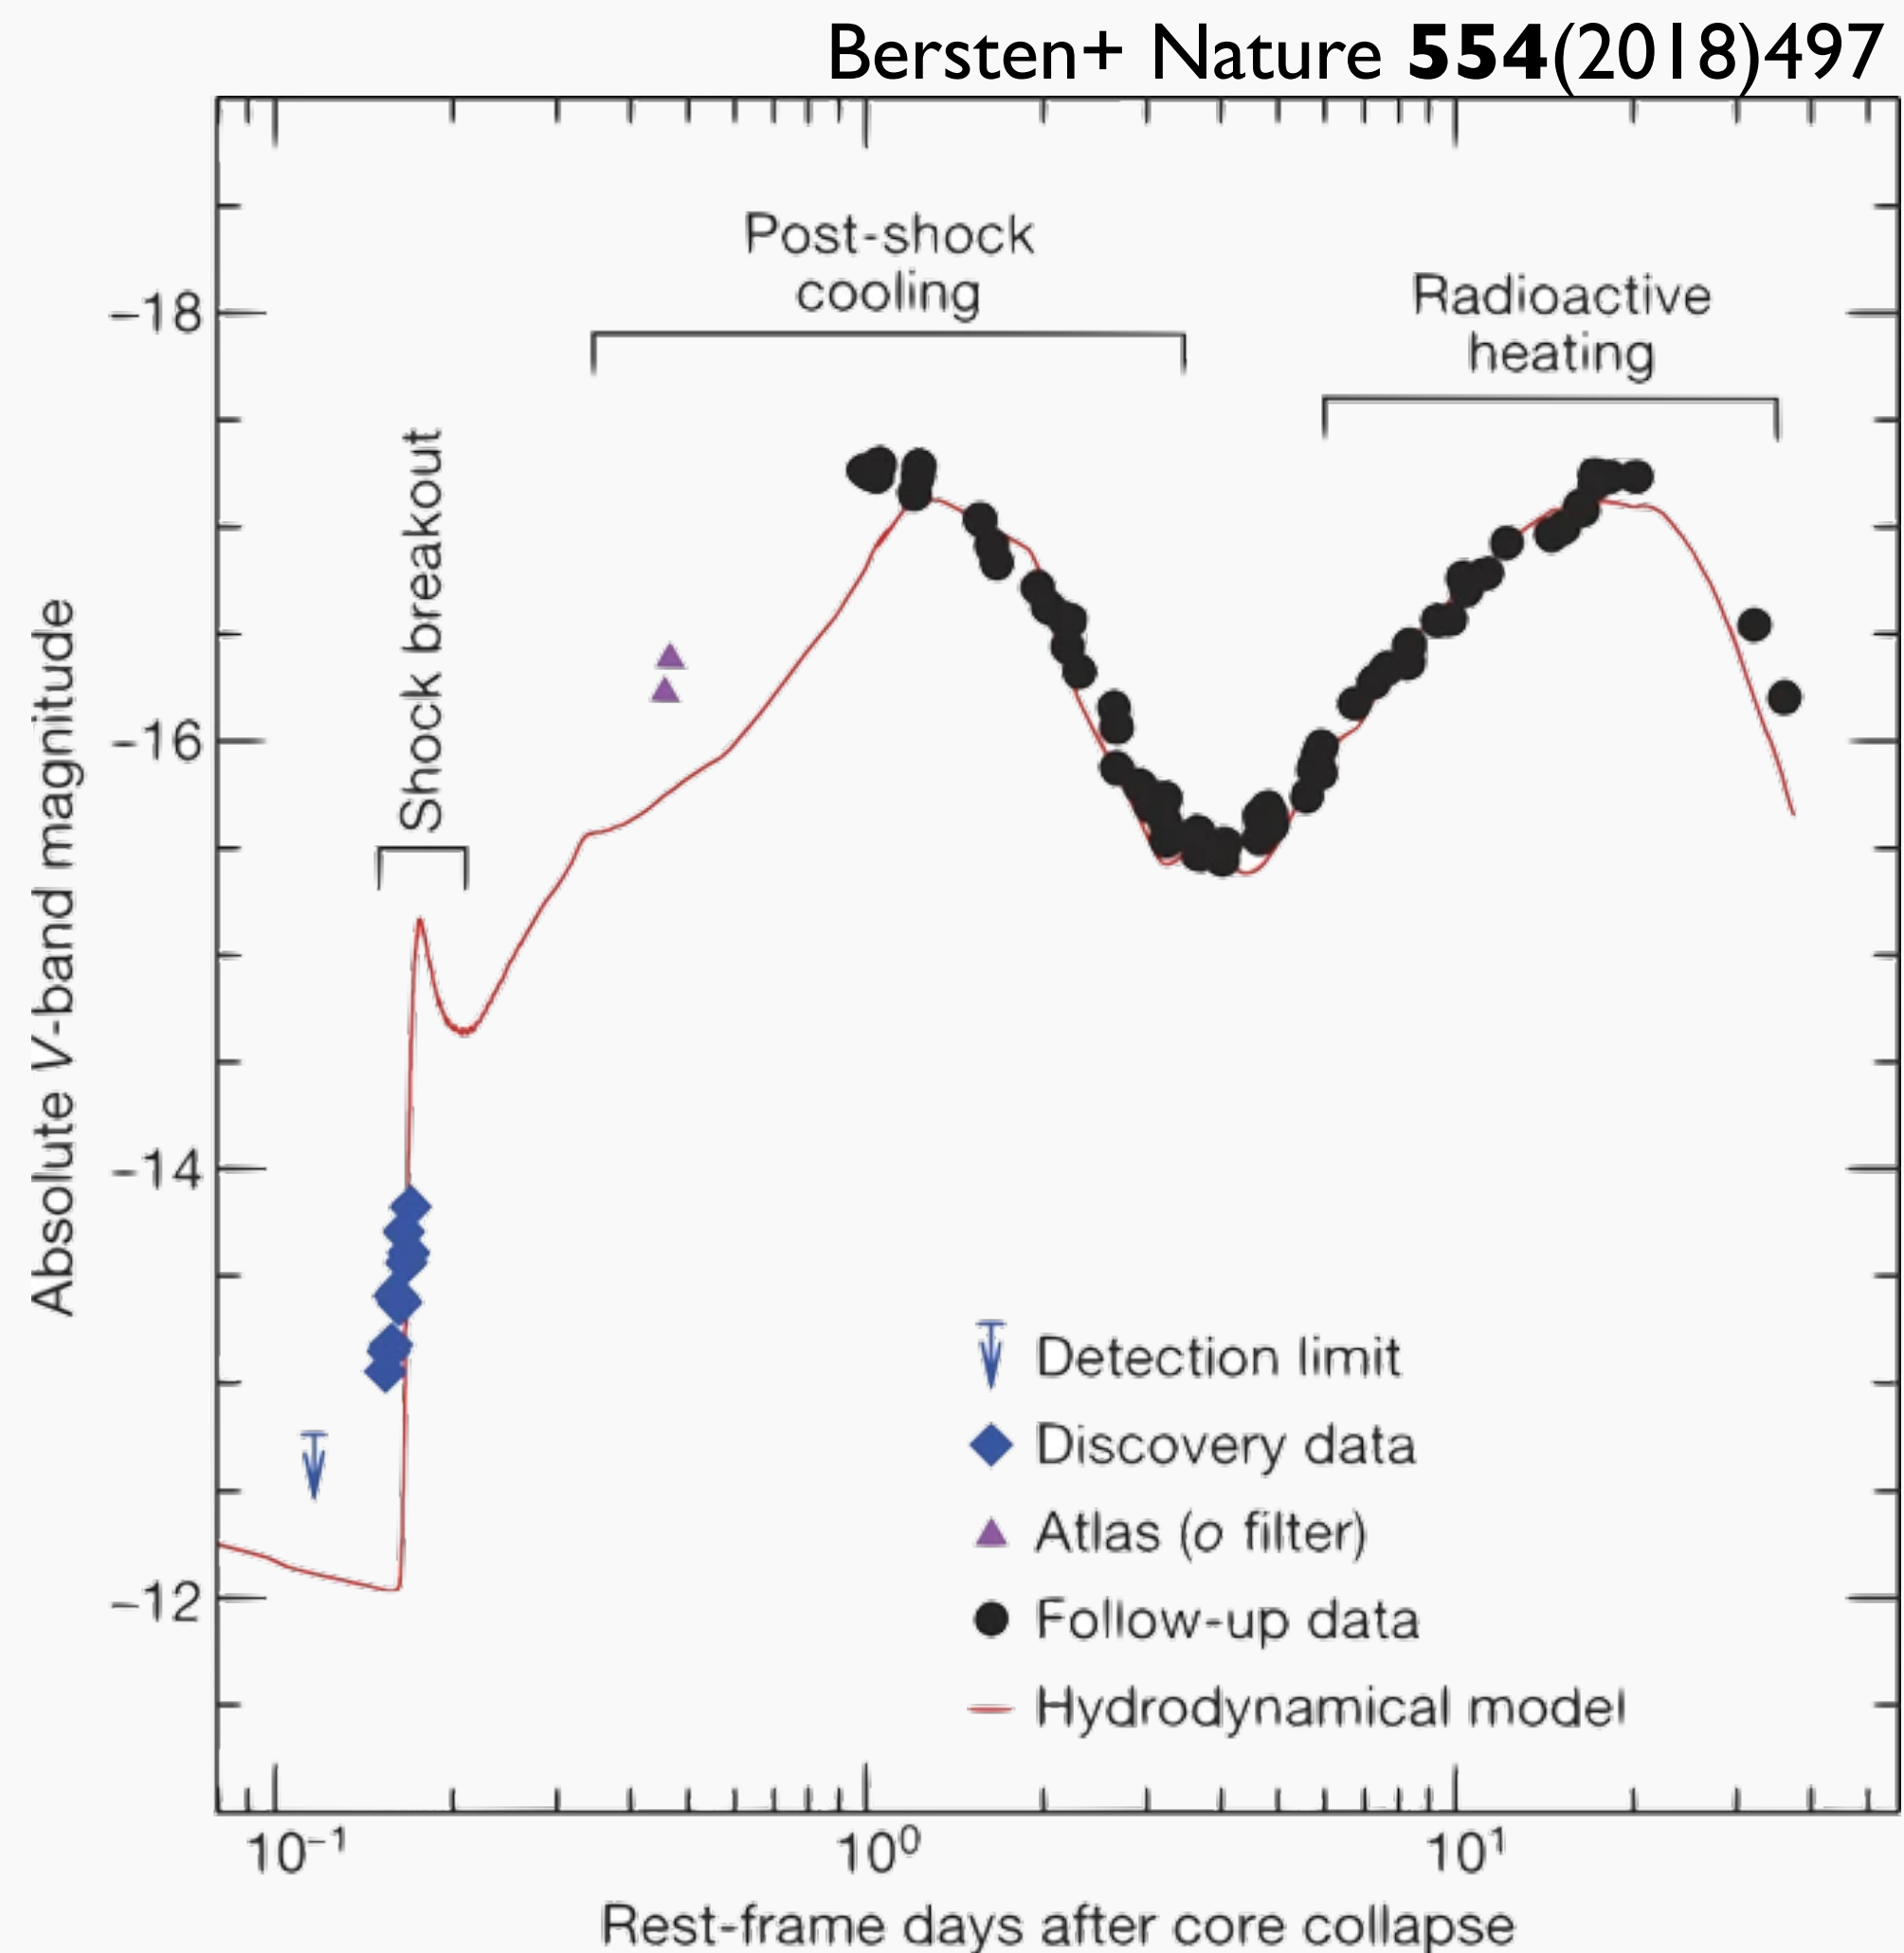 Bersten+ Nature 554(2018)497
Post-shock
cooling
Radioactive
heating
Shock breakout
Absolute V-band magnitude
−18
−16
−14
−12
Detection limit
Discovery data
Atlas (o filter)
Follow-up data
Hydrodynamical model
10⁻¹
10⁰
10¹
Rest-frame days after core collapse